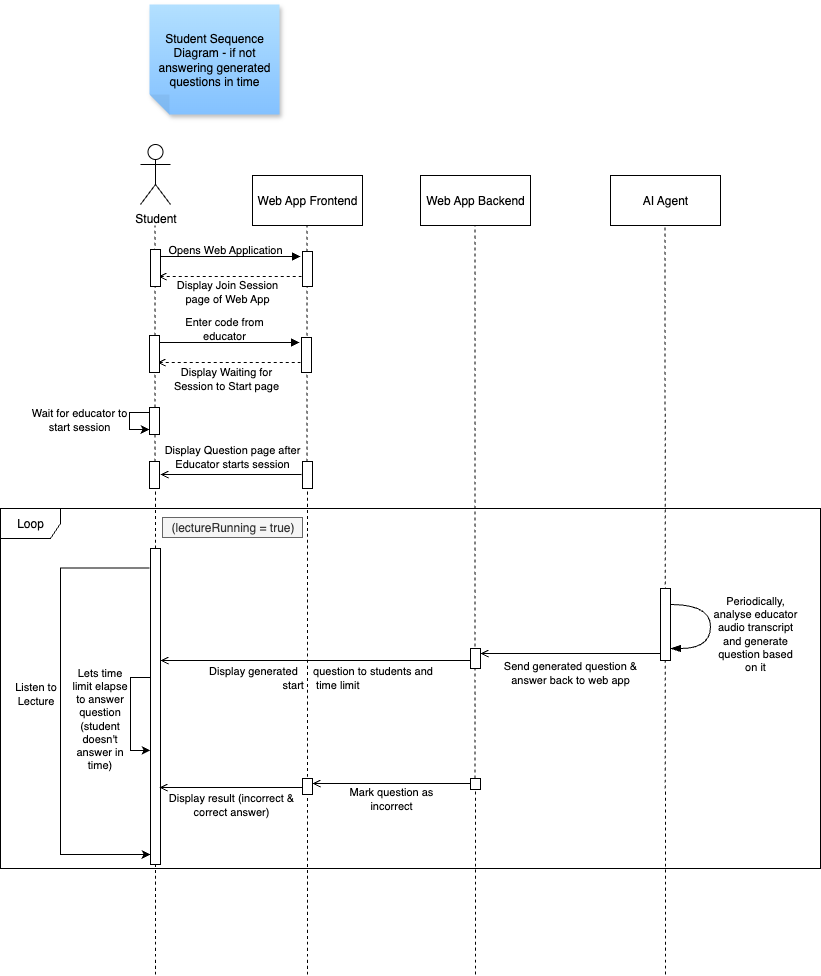 Student Sequence
Diagram - if not
answering generated
questions in time
Student
Web App Frontend
Web App Backend
AI Agent
Opens Web Application
Display Join Session
page of Web App
Enter code from
educator
Display Waiting for
Session to Start page
Wait for educator to
start session
Display Question page after
Educator starts session
Loop
(lectureRunning = true)
Periodically,
analyse educator
audio transcript
and generate
question based
on it
Send generated question &
answer back to web app
Display generated question to students and
start time limit
Listen to
Lecture
Lets time
limit elapse
to answer
question
(student
doesn't
answer in
time)
Mark question as
incorrect
Display result (incorrect &
correct answer)